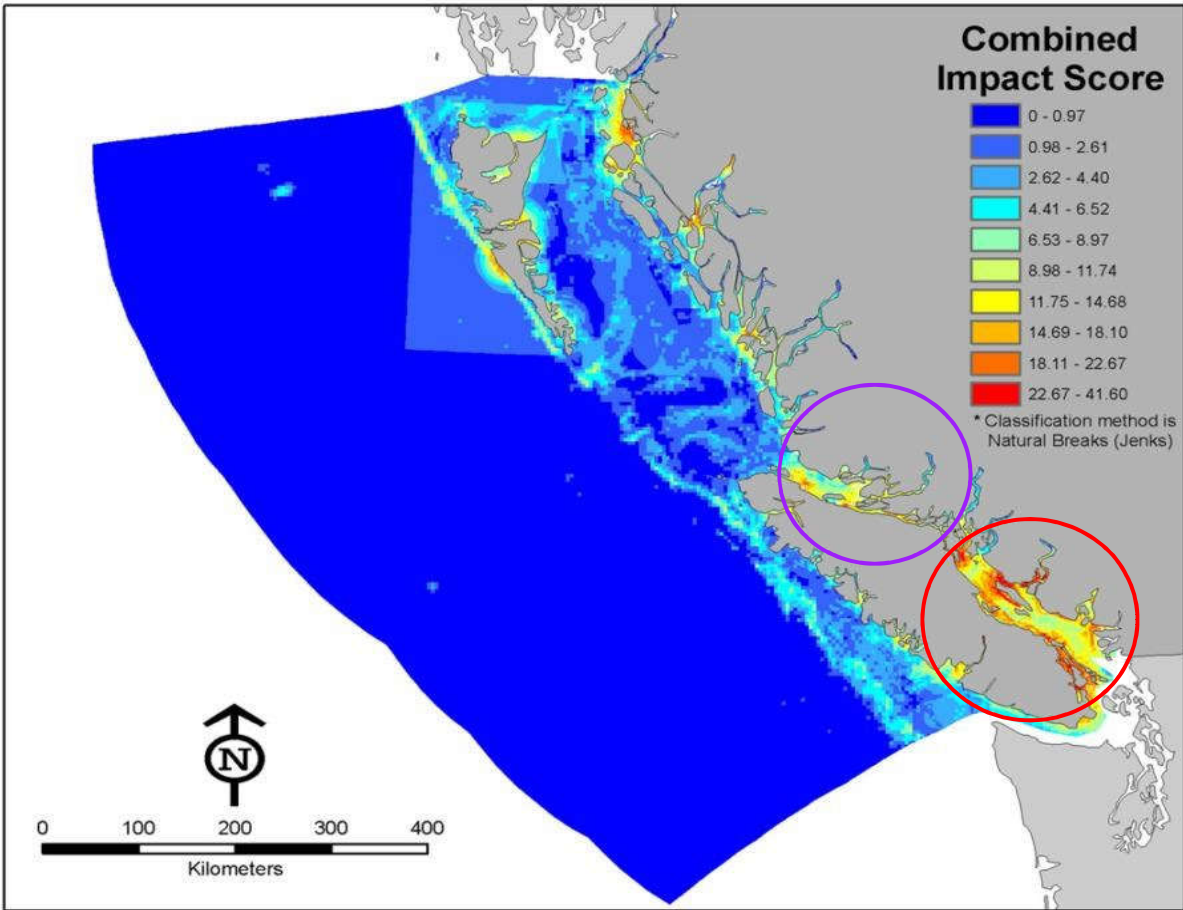 Combined
Impact Score
0 - 0.97
0.98 - 2.61
2.62 - 4.40
4.41 - 6.52
6.53 - 8.97
8.98 - 11.74
11.75 - 14.68
14.69 - 18.10
18.11 - 22.67
22.67 - 41.60
* Classification method is
Natural Breaks (Jenks)
N
0 100 200 300 400
Kilometers